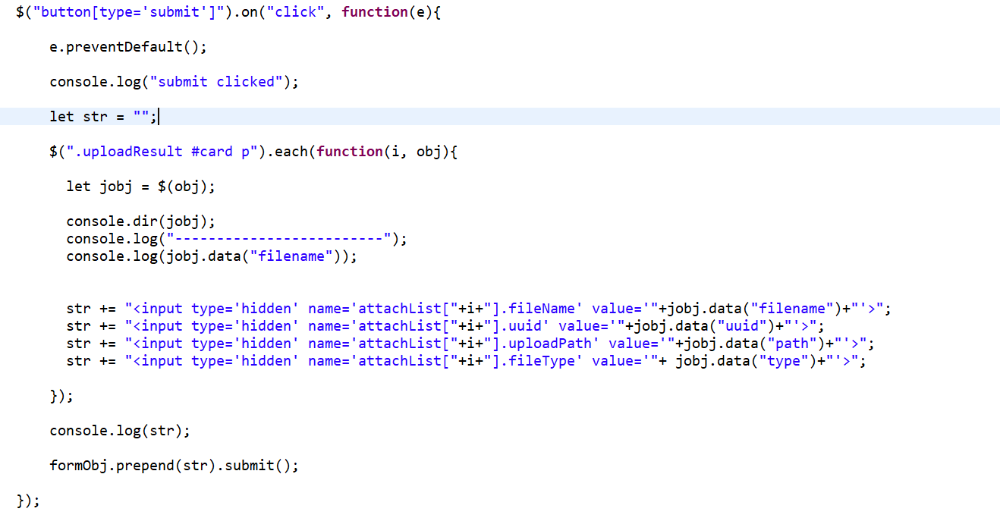 $("button[type='submit']").on("click", function(e){
e.preventDefault();
console.log("submit clicked");
let str = "";
$(".uploadResult #card p").each(function(i, obj){
let jobj = $(obj);
console.dir(jobj);
console.log("-------------------------");
console.log(jobj.data("filename"));
str += "<input type='hidden' name='attachList["+i+"].fileName' value='"+jobj.data("filename")+"'>";
str += "<input type='hidden' name='attachList["+i+"].uuid' value='"+jobj.data("uuid")+"'>";
str += "<input type='hidden' name='attachList["+i+"].uploadPath' value='"+jobj.data("path")+"'>";
str += "<input type='hidden' name='attachList["+i+"].fileType' value='"+ jobj.data("type")+"'>";
});
console.log(str);
formObj.prepend(str).submit();
});